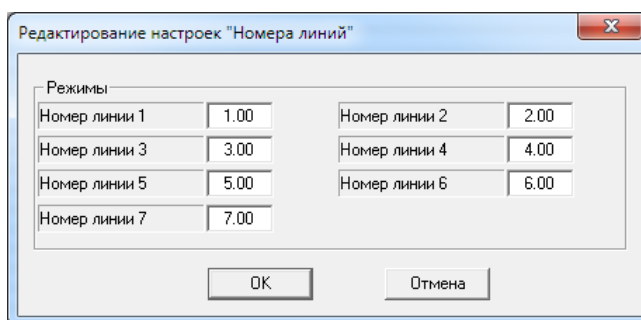 Редактирование настроек "Номера линий"
Режимы
Номер линии 1 1.00 Номер линии 2 2.00
Номер линии 3 3.00 Номер линии 4 4.00
Номер линии 5 5.00 Номер линии 6 6.00
Номер линии 7 7.00
OK Отмена